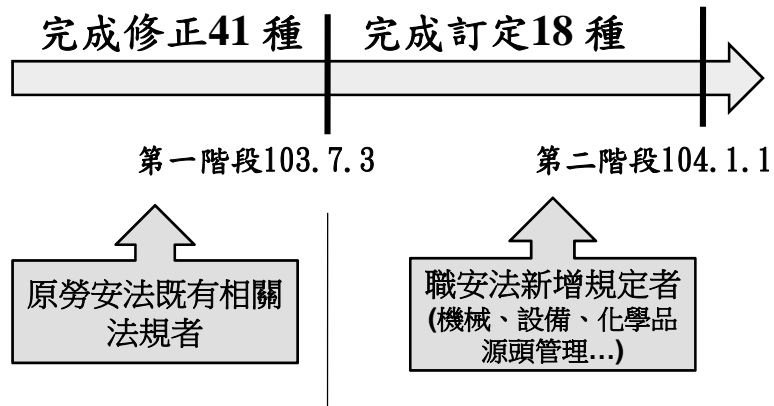 完成修正41 種
完成訂定18 種
第一階段103.7.3
第二階段104.1.1
原勞安法既有相關
法規者
職安法新增規定者
(機械、設備、化學品
源頭管理...)